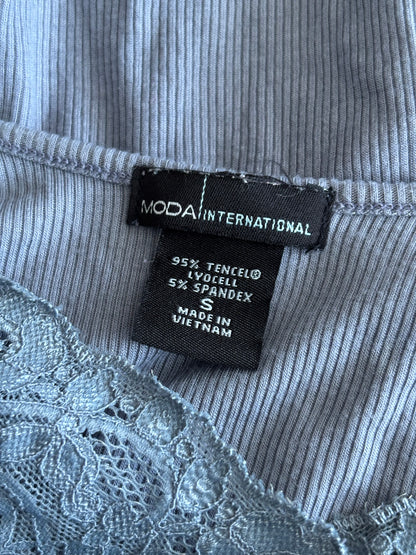 MODA INTERNATIONAL
95% TENCEL®
LYOCELL
5% SPANDEX
S
MADE IN
VIETNAM